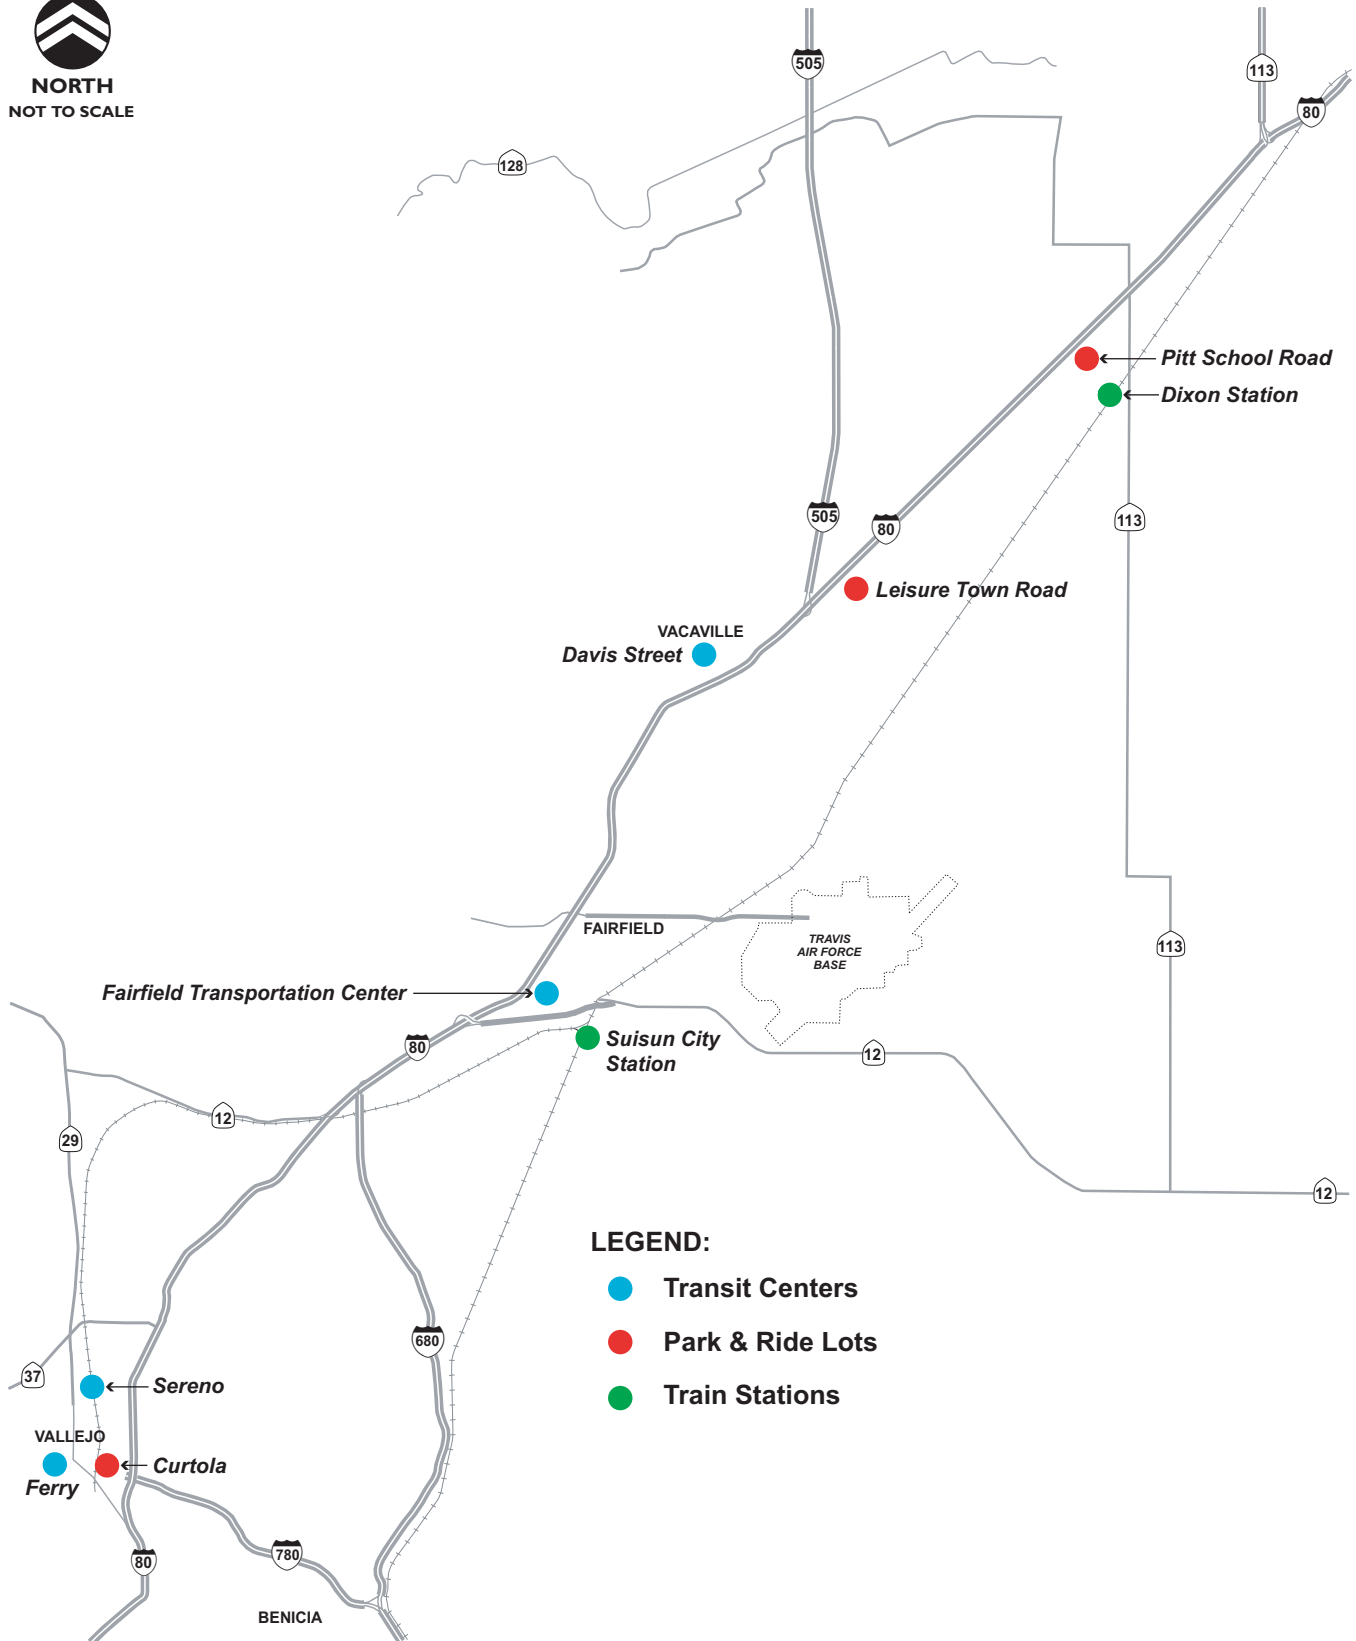 NORTH
NOT TO SCALE
505
113
80
128
Pitt School Road
Dixon Station
505
80
113
Leisure Town Road
VACAVILLE
Davis Street
FAIRFIELD
TRAVIS
AIR FORCE
BASE
113
Fairfield Transportation Center
80
Suisun City
Station
12
12
29
12
LEGEND:
Transit Centers
680
Park & Ride Lots
37
Sereno
Train Stations
VALLEJO
Curtola
Ferry
780
80
BENICIA